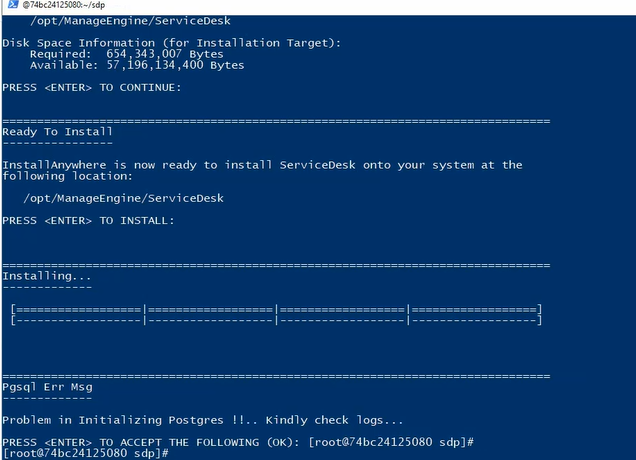 @74bc24125080:~/sdp
/opt/ManageEngine/ServiceDesk
Disk Space Information (for Installation Target):
Required: 654,343,007 Bytes
Available: 57,196,134,400 Bytes
PRESS <ENTER> TO CONTINUE:
===============================================================================
Ready To Install
----------------
InstallAnywhere is now ready to install ServiceDesk onto your system at the
following location:
/opt/ManageEngine/ServiceDesk
PRESS <ENTER> TO INSTALL:
===============================================================================
Installing...
-------------
[==================|==================|==================|==================]
[------------------|------------------|------------------|------------------]
===============================================================================
Pgsql Err Msg
-------------
Problem in Initializing Postgres !!.. Kindly check logs...
PRESS <ENTER> TO ACCEPT THE FOLLOWING (OK): [root@74bc24125080 sdp]#
[root@74bc24125080 sdp]#